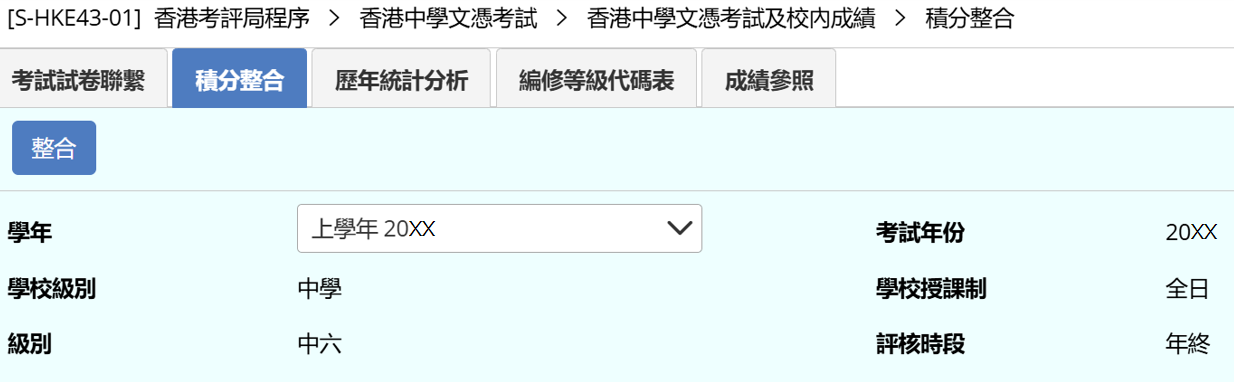 [S-HKE43-01] 香港考評局程序 > 香港中學文憑考試 > 香港中學文憑考試及校內成績 > 積分整合
考試試卷聯繫 積分整合 歷年統計分析 編修等級代碼表 成績參照
整合
學年 上學年 20XX 考試年份 20XX
學校級別 中學 學校授課制 全日
級別 中六 評核時段 年終